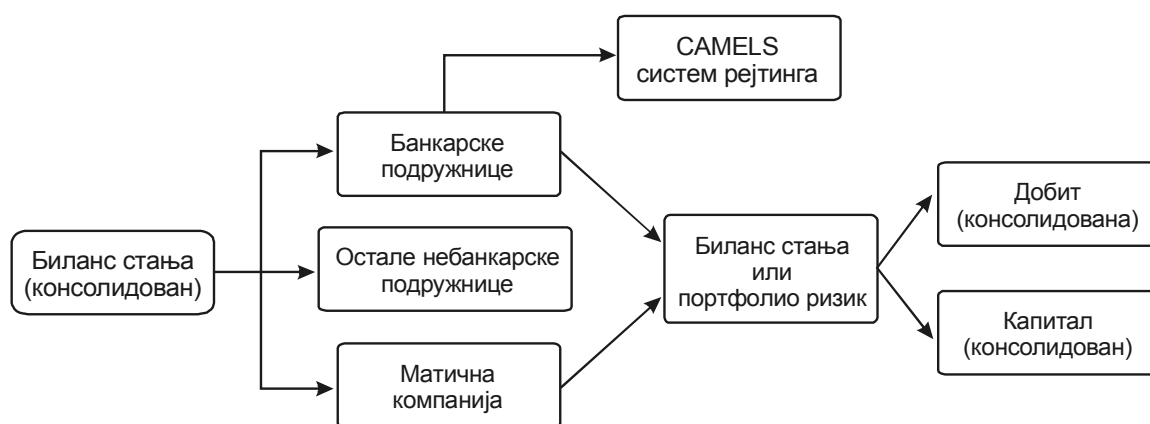 CAMELS
систем рејтинга
Банкарске
подружнице
Биланс стања
(консолидован)
Остале небанкарске
подружнице
Матична
компанија
Биланс стања
или
портфолио ризик
Добит
(консолидована)
Капитал
(консолидован)